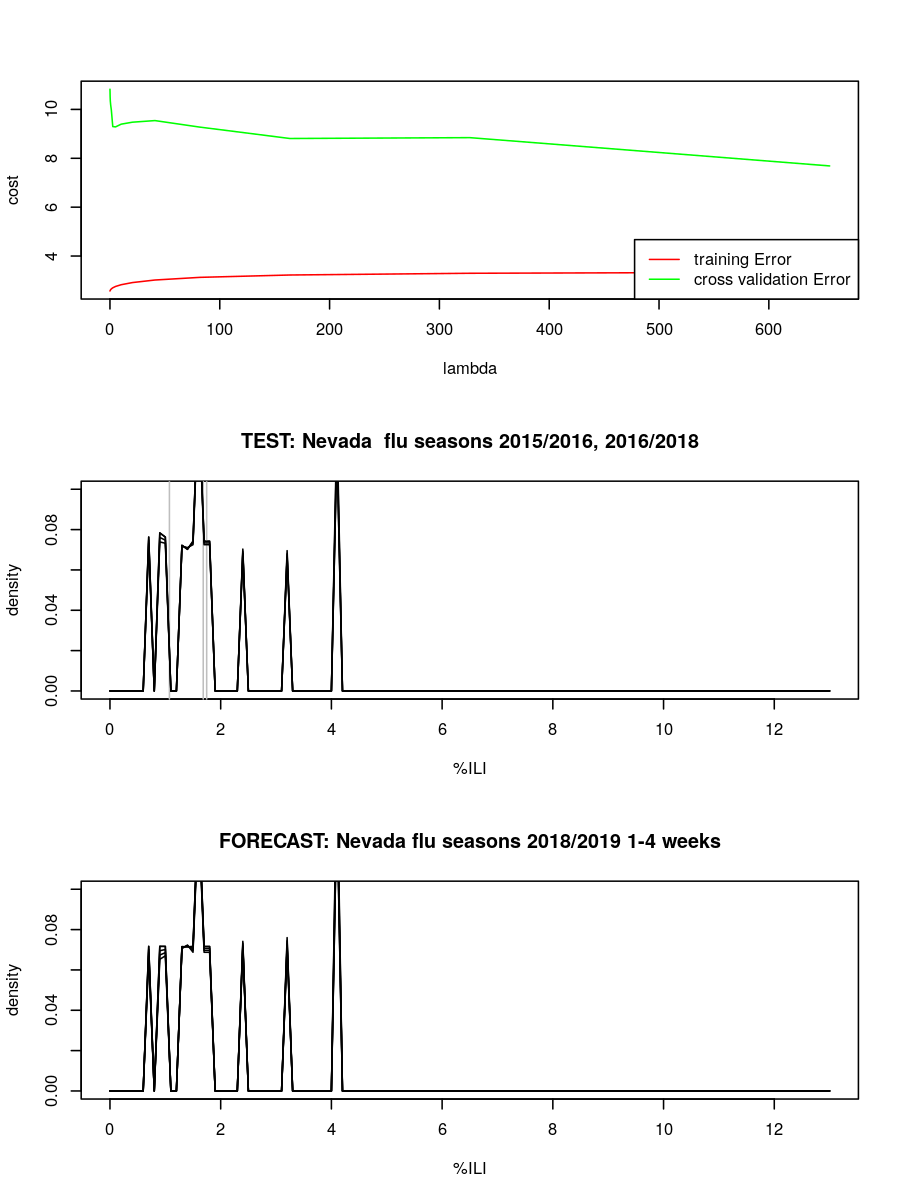 10
8
6
4
cost
training Error
cross validation Error
0 100 200 300 400 500 600
lambda
TEST: Nevada  flu seasons 2015/2016, 2016/2018
0.08
0.04
0.00
density
0 2 4 6 8 10 12
%ILI
FORECAST: Nevada flu seasons 2018/2019 1-4 weeks
0.08
0.04
0.00
density
0 2 4 6 8 10 12
%ILI